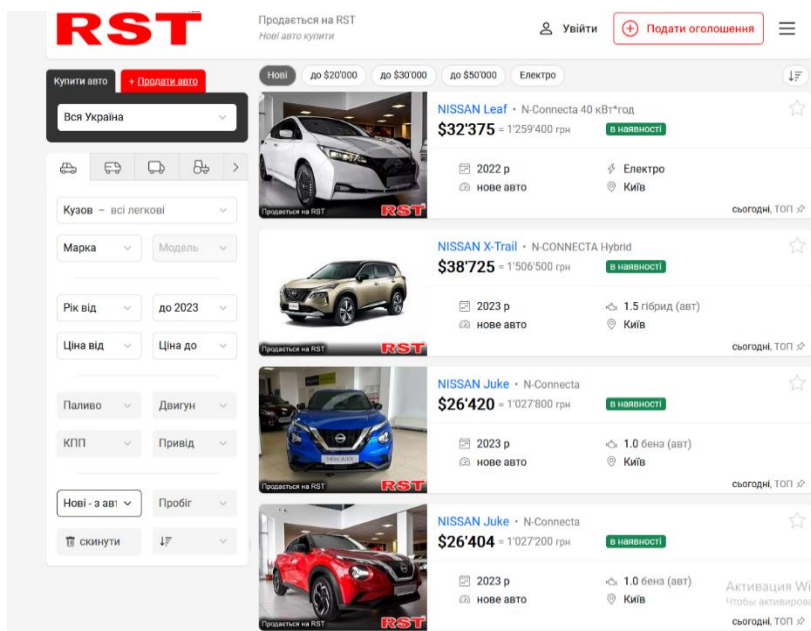 RST
Продається на RST
Нові авто купити
Увійти
Подати оголошення
Купити авто
+ Продати авто
Вся Україна
Кузов – всі легкові
Марка
Модель
Рік від
до 2023
Ціна від
Ціна до
Паливо
Двигун
КПП
Привід
Нові - з авт
Пробіг
скинути
Нові
до $20'000
до $30'000
до $50'000
Електро
NISSAN Leaf • N-Connecta 40 кВт*год
$32'375 = 1'259'400 грн
в наявності
2022 р
Електро
нове авто
Київ
сьогодні, ТОП
Продається на RST
RST
NISSAN X-Trail • N-CONNECTA Hybrid
$38'725 = 1'506'500 грн
в наявності
2023 р
1.5 гібрид (авт)
нове авто
Київ
сьогодні, ТОП
Продається на RST
RST
NISSAN Juke • N-Connecta
$26'420 = 1'027'800 грн
в наявності
2023 р
1.0 бенз (авт)
нове авто
Київ
сьогодні, ТОП
NEW JUKE
Продається на RST
RST
NISSAN Juke • N-Connecta
$26'404 = 1'027'200 грн
в наявності
2023 р
1.0 бенз (авт)
нове авто
Київ
сьогодні, ТОП
Продається на RST
RST
Активация Wi
Чтобы активирова